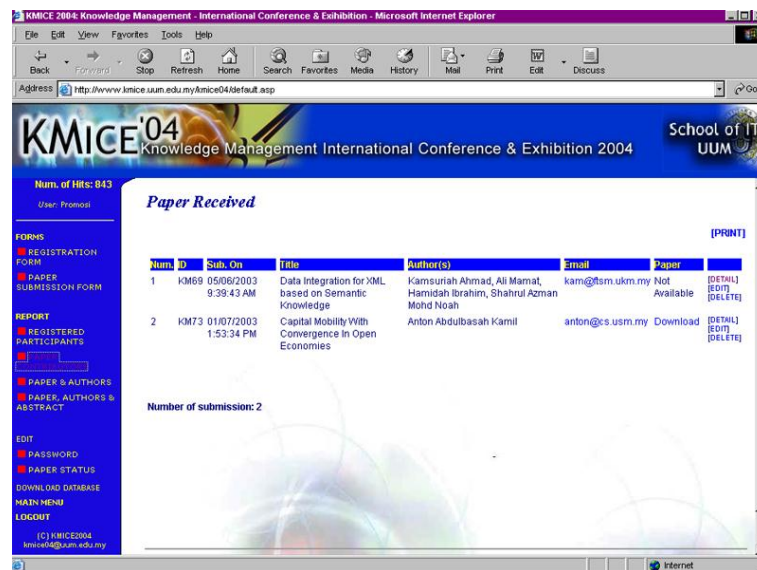 KMICE 2004: Knowledge Management - International Conference & Exihibition - Microsoft Internet Explorer
File Edit View Favorites Tools Help
Back Forward Stop Refresh Home Search Favorites Media History Mail Print Edit Discuss
Address http://www.kmice.uum.edu.my/kmice04/default.asp Go
KMICE'04
Knowledge Management International Conference & Exhibition 2004
School of IT
UUM
Num. of Hits: 843
User: Promosi
FORMS
REGISTRATION
FORM
PAPER
SUBMISSION FORM
REPORT
REGISTERED
PARTICIPANTS
PAPER & AUTHORS
PAPER, AUTHORS &
ABSTRACT
EDIT
PASSWORD
PAPER STATUS
DOWNLOAD DATABASE
MAIN MENU
LOGOUT
(C) KMICE2004
kmice04@uum.edu.my
Paper Received
[PRINT]
Num. ID Sub. On Title Author(s) Email Paper
1 KM69 05/06/2003 Data Integration for XML Kamsuriah Ahmad, Ali Mamat, kam@ftsm.ukm.my Not [DETAIL]
9:39:43 AM based on Semantic Hamidah Ibrahim, Shahrul Azman Available [EDIT]
Knowledge Mohd Noah [DELETE]
2 KM73 01/07/2003 Capital Mobility With Anton Abdulbasah Kamil anton@cs.usm.my Download [DETAIL]
1:53:34 PM Convergence In Open [EDIT]
Economies [DELETE]
Number of submission: 2
Internet